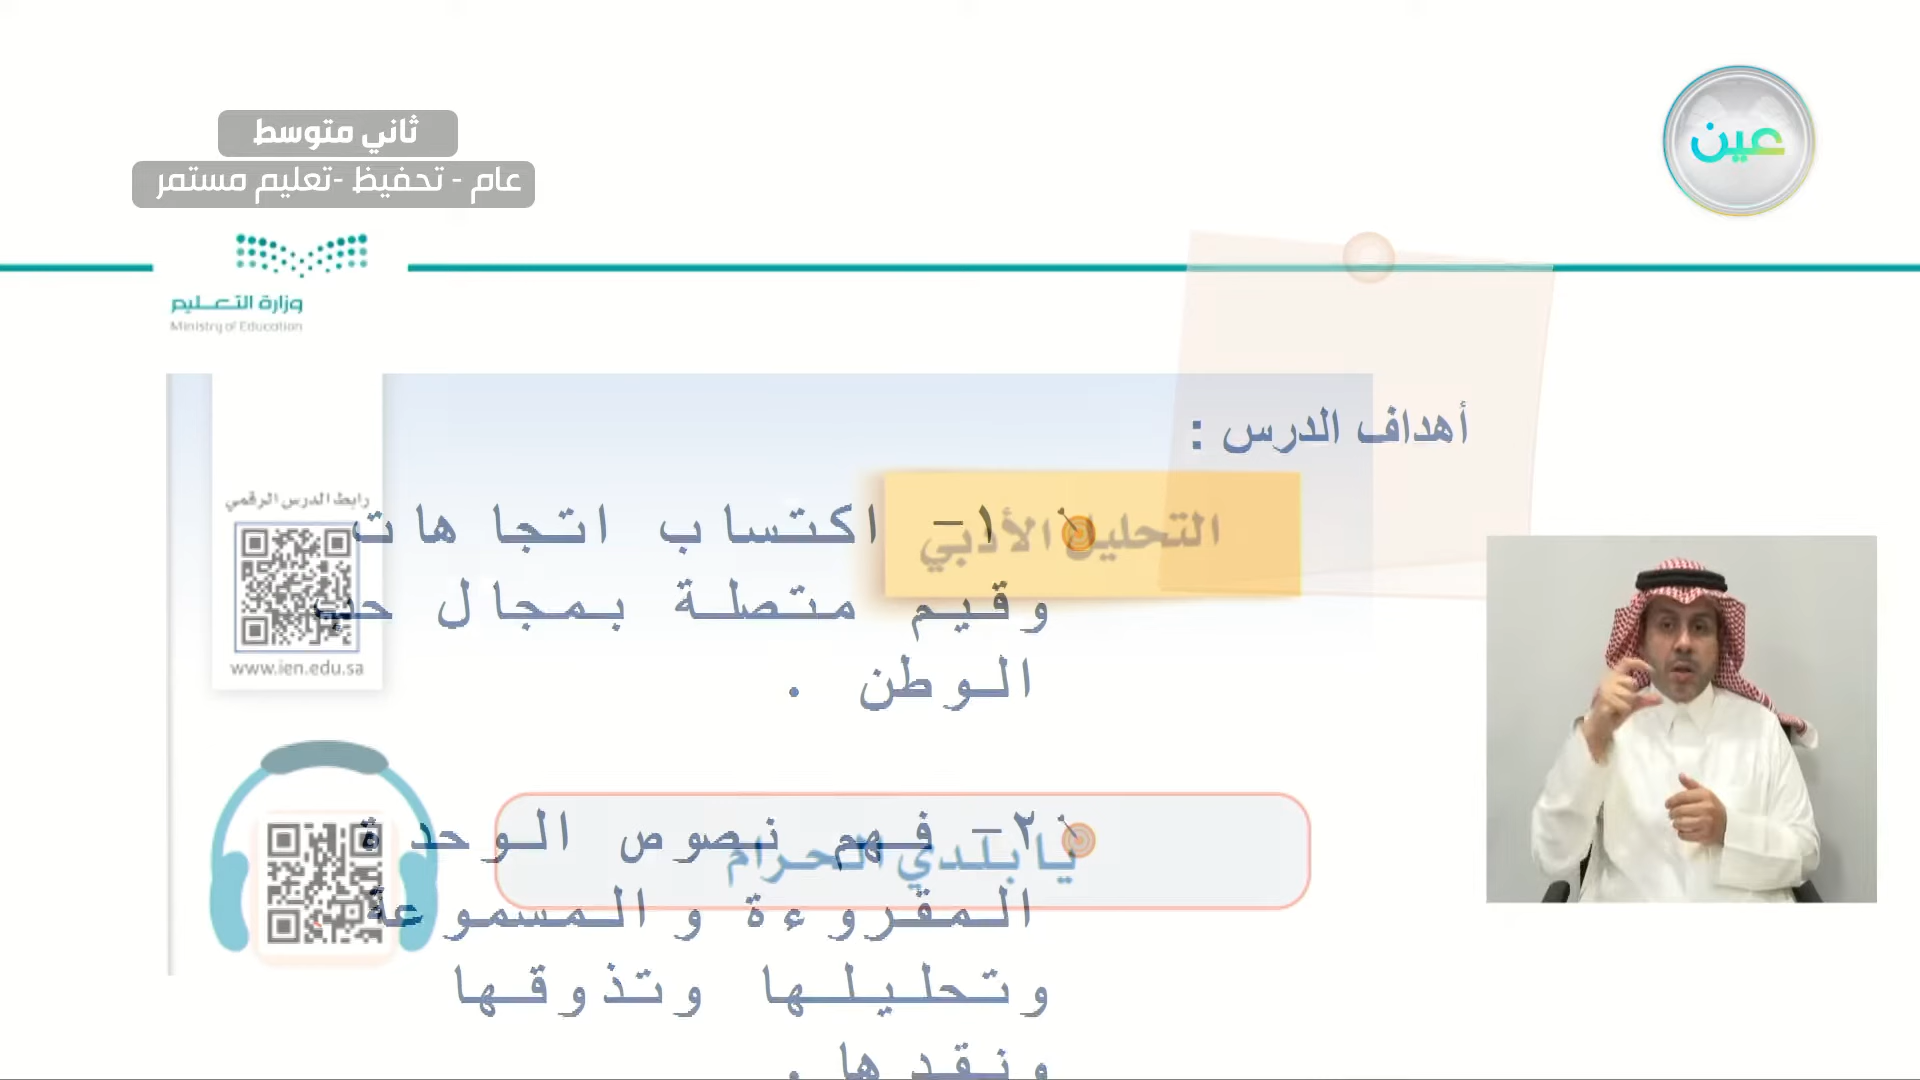 ثاني متوسط
عام - تحفيظ -تعليم مستمر
عين
وزارة التعليم
Ministry of Education
أهداف الدرس :
التحليل الأدبي
رابط الدرس الرقمي
www.ien.edu.sa
١- اكتساب اتجاهات
وقيم متصلة بمجال حب
الوطن .
يا بلدي الحرام
٢- فهم نصوص الوحدة
المقروءة والمسموعة
وتحليلها وتذوقها
ونقدها .